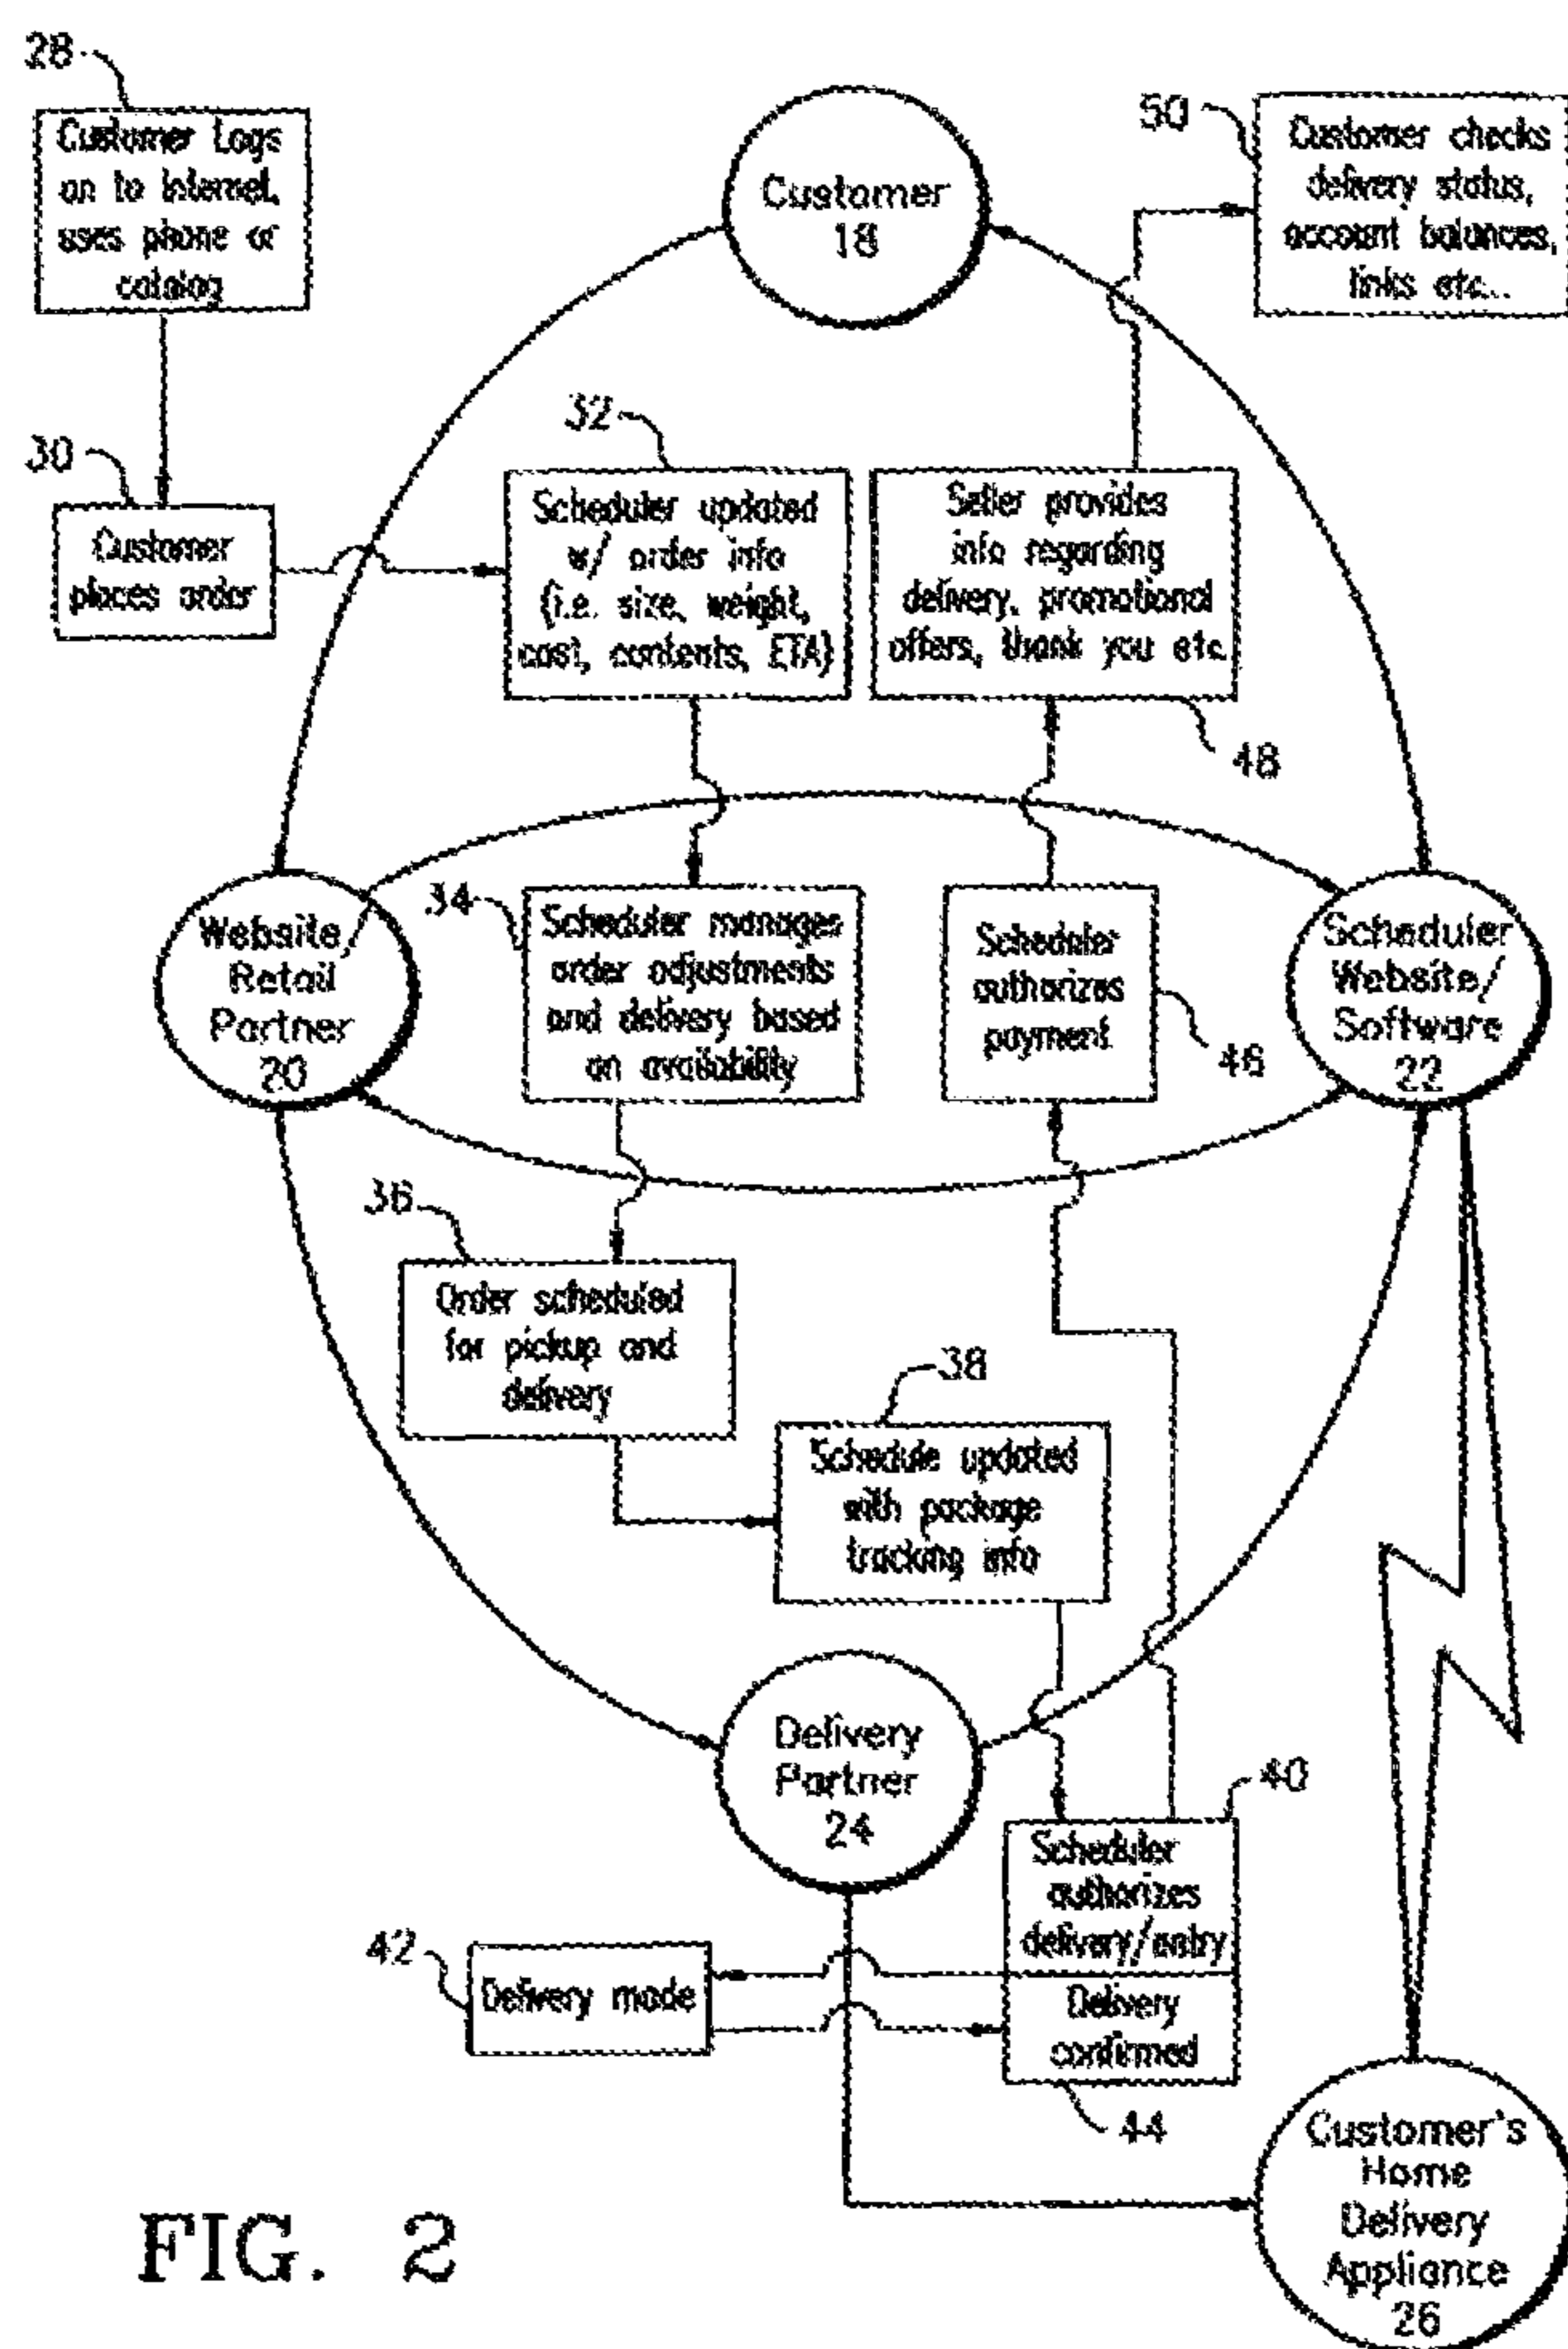 28
Customer Logs
on to Internet,
uses phone or
catalog
Customer
18
50
Customer checks
delivery status,
account balances,
links etc...
30
Customer
places order
32
Scheduler updated
w/ order info
(i.e. size, weight,
cost, contents, ETA)
Seller provides
info regarding
delivery, promotional
offers, thank you etc.
48
Website/
Retail
Partner
20
34
Scheduler manages
order adjustments
and delivery based
on availability
Scheduler
authorizes
payment
46
Scheduler
Website/
Software
22
36
Order scheduled
for pickup and
delivery
38
Schedule updated
with package
tracking info
Delivery
Partner
24
40
Scheduler
authorizes
delivery/entry
42
Delivery made
Delivery
confirmed
44
Customer's
Home
Delivery
Appliance
26
FIG. 2